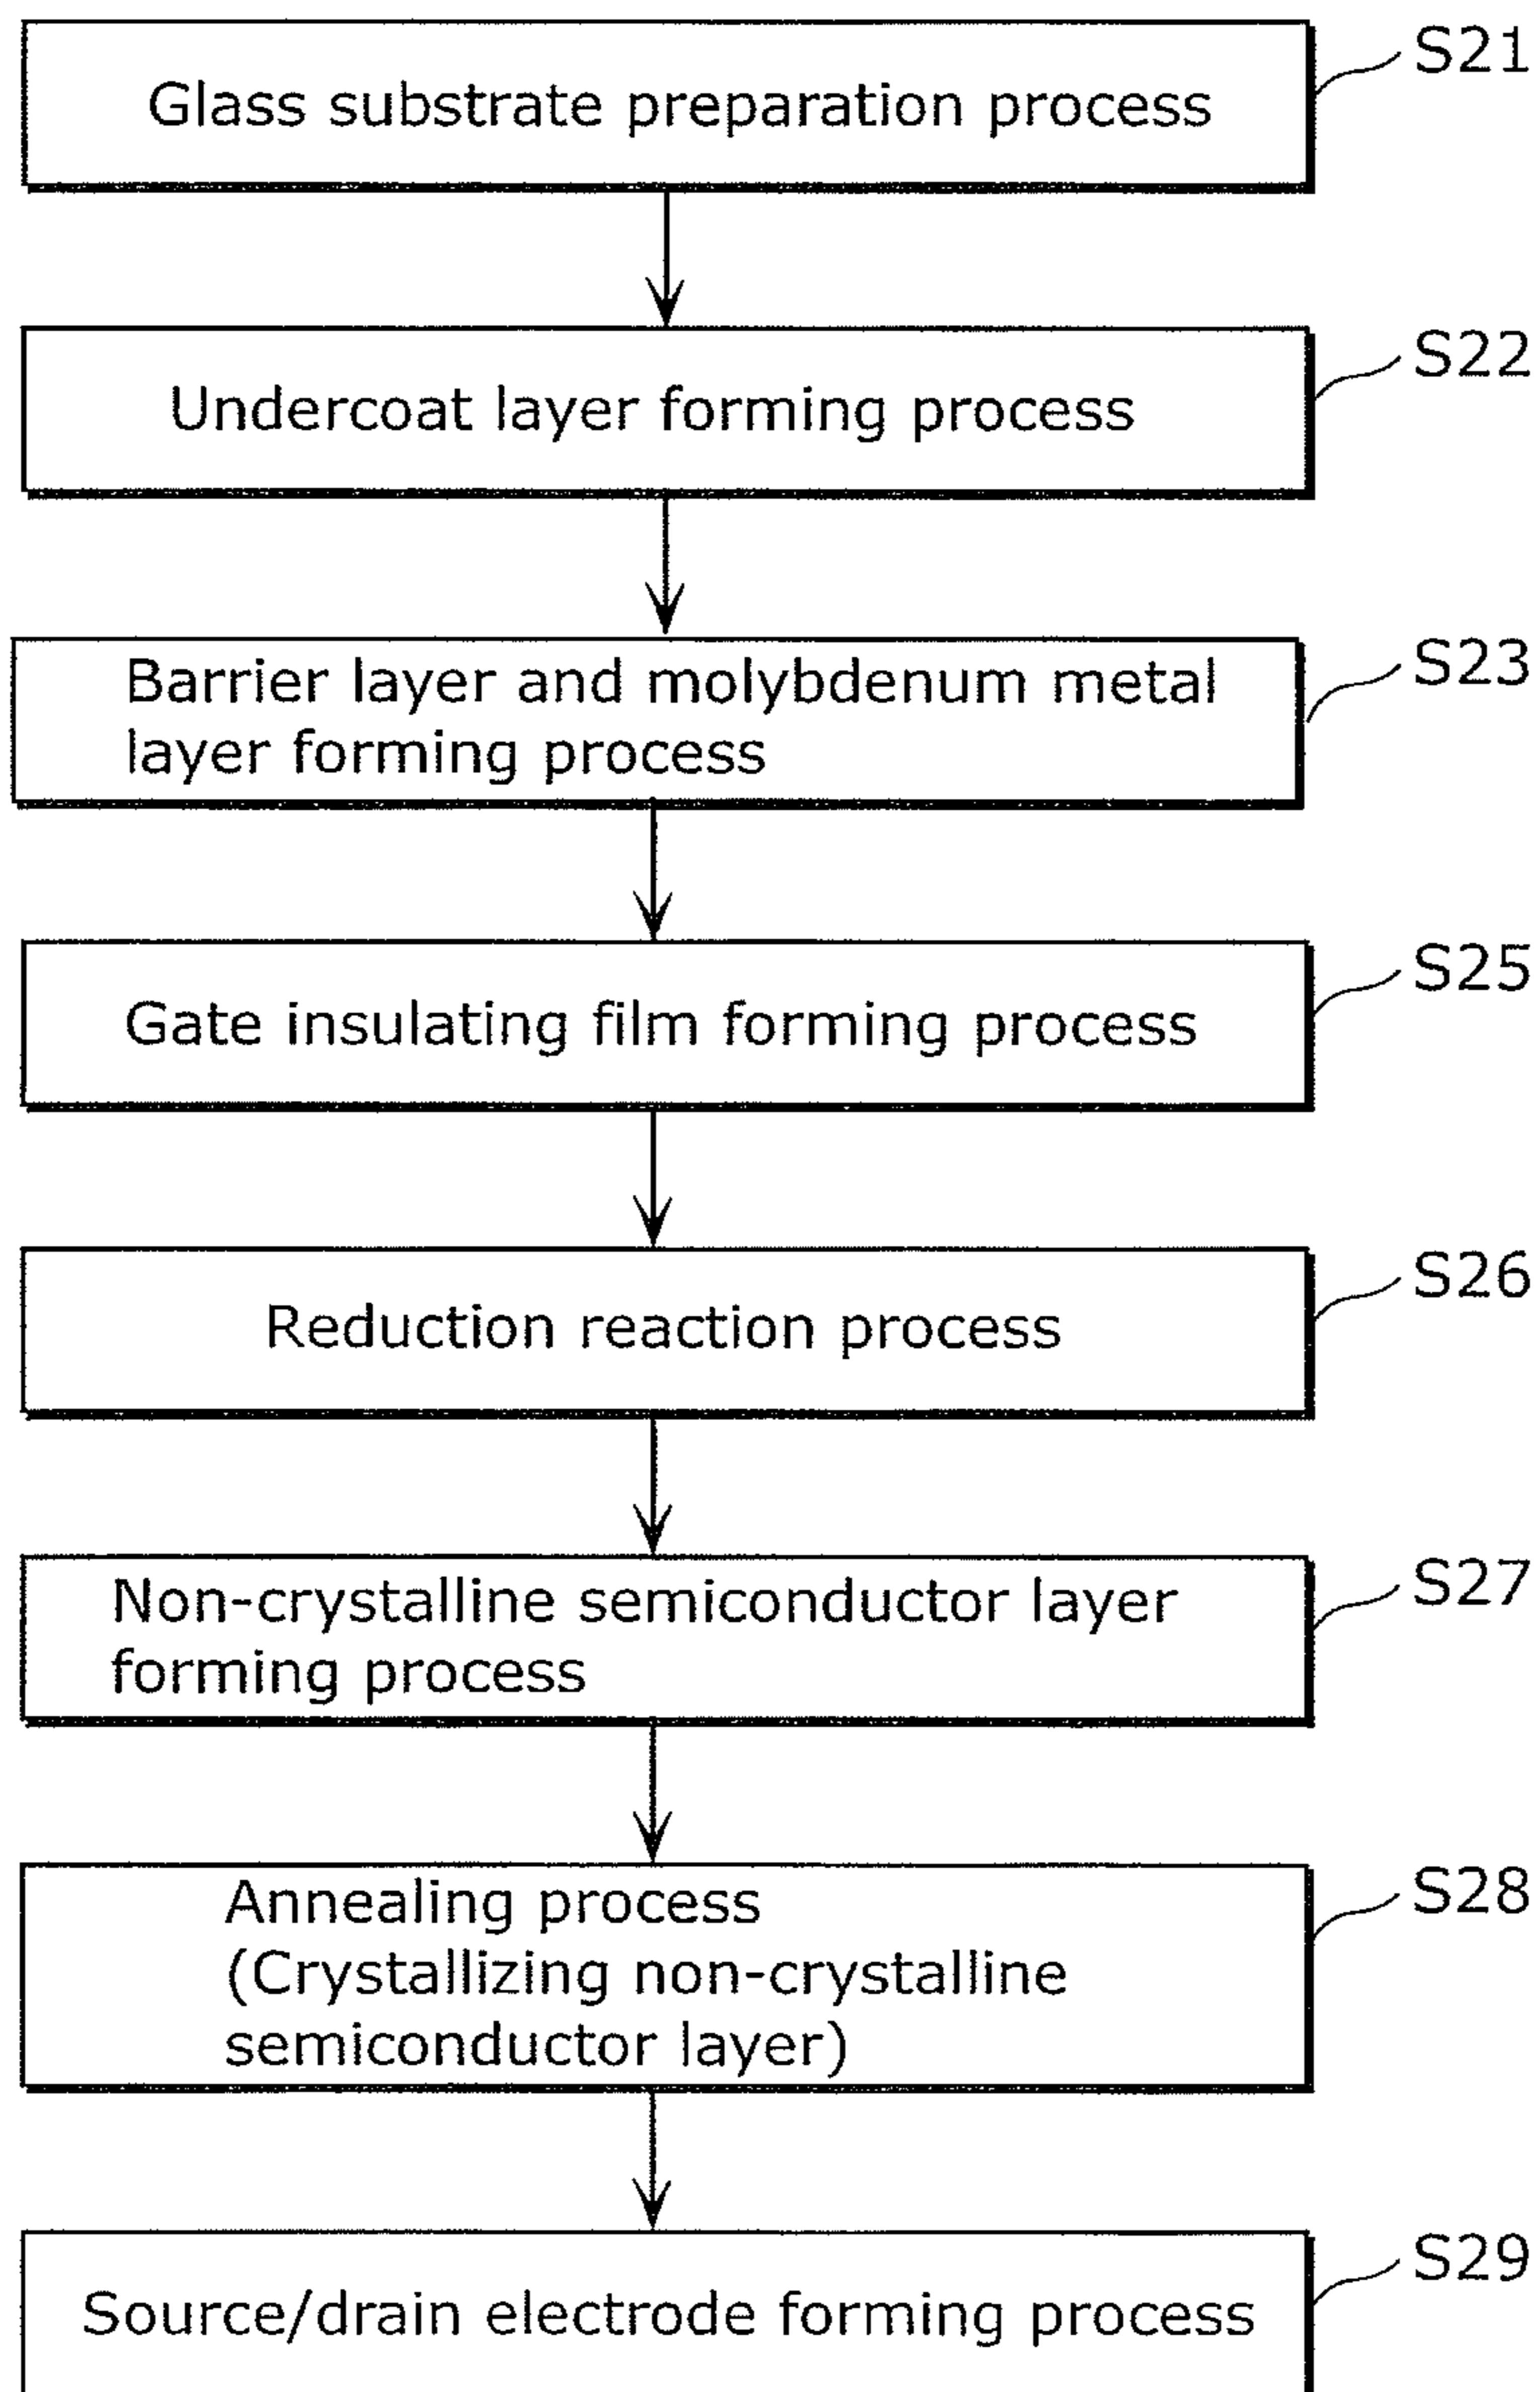 Glass substrate preparation process
S21
Undercoat layer forming process
S22
Barrier layer and molybdenum metal
layer forming process
S23
Gate insulating film forming process
S25
Reduction reaction process
S26
Non-crystalline semiconductor layer
forming process
S27
Annealing process
(Crystallizing non-crystalline
semiconductor layer)
S28
Source/drain electrode forming process
S29